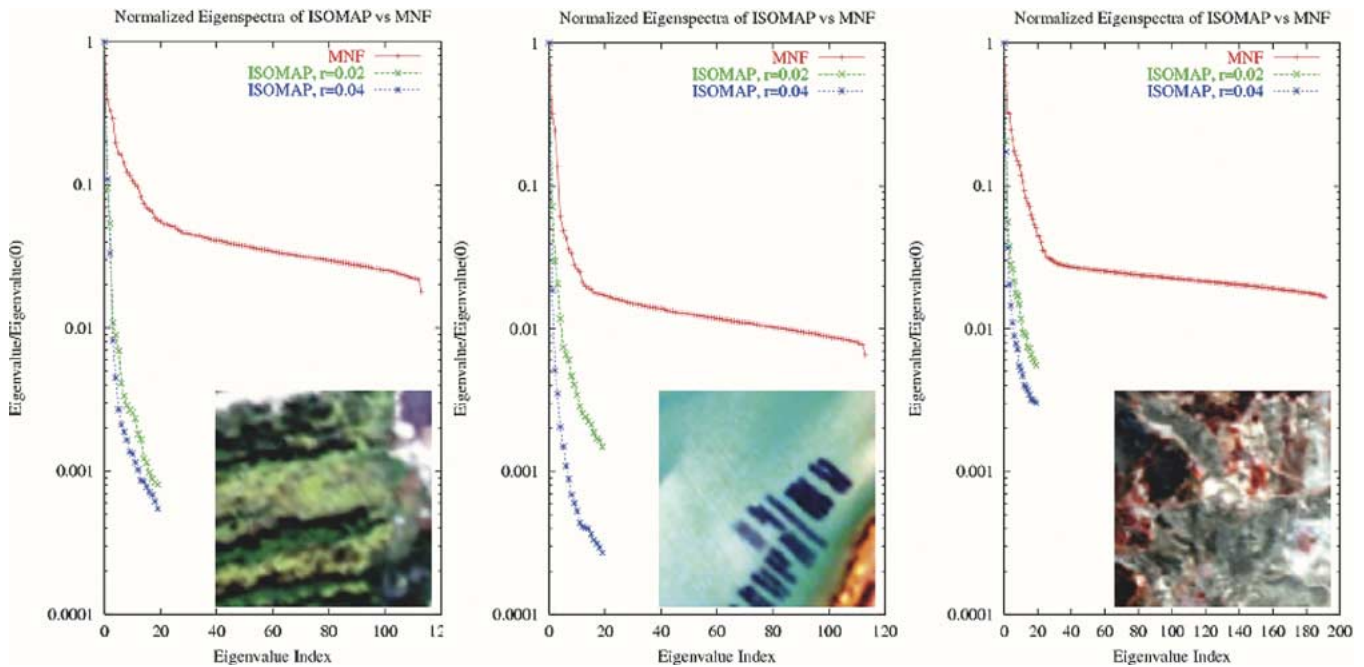 Normalized Eigenspectra of ISOMAP vs MNF
1
MNF
ISOMAP, r=0.02
ISOMAP, r=0.04
0.1
0.01
0.001
0.0001
Eigenvalue/Eigenvalue(0)
0 20 40 60 80 100 12
Eigenvalue Index
Normalized Eigenspectra of ISOMAP vs MNF
1
MNF
ISOMAP, r=0.02
ISOMAP, r=0.04
0.1
0.01
0.001
0.0001
Eigenvalue/Eigenvalue(0)
0 20 40 60 80 100 120
Eigenvalue Index
Normalized Eigenspectra of ISOMAP vs MNF
1
MNF
ISOMAP, r=0.02
ISOMAP, r=0.04
0.1
0.01
0.001
0.0001
Eigenvalue/Eigenvalue(0)
0 20 40 60 80 100 120 140 160 180 200
Eigenvalue Index